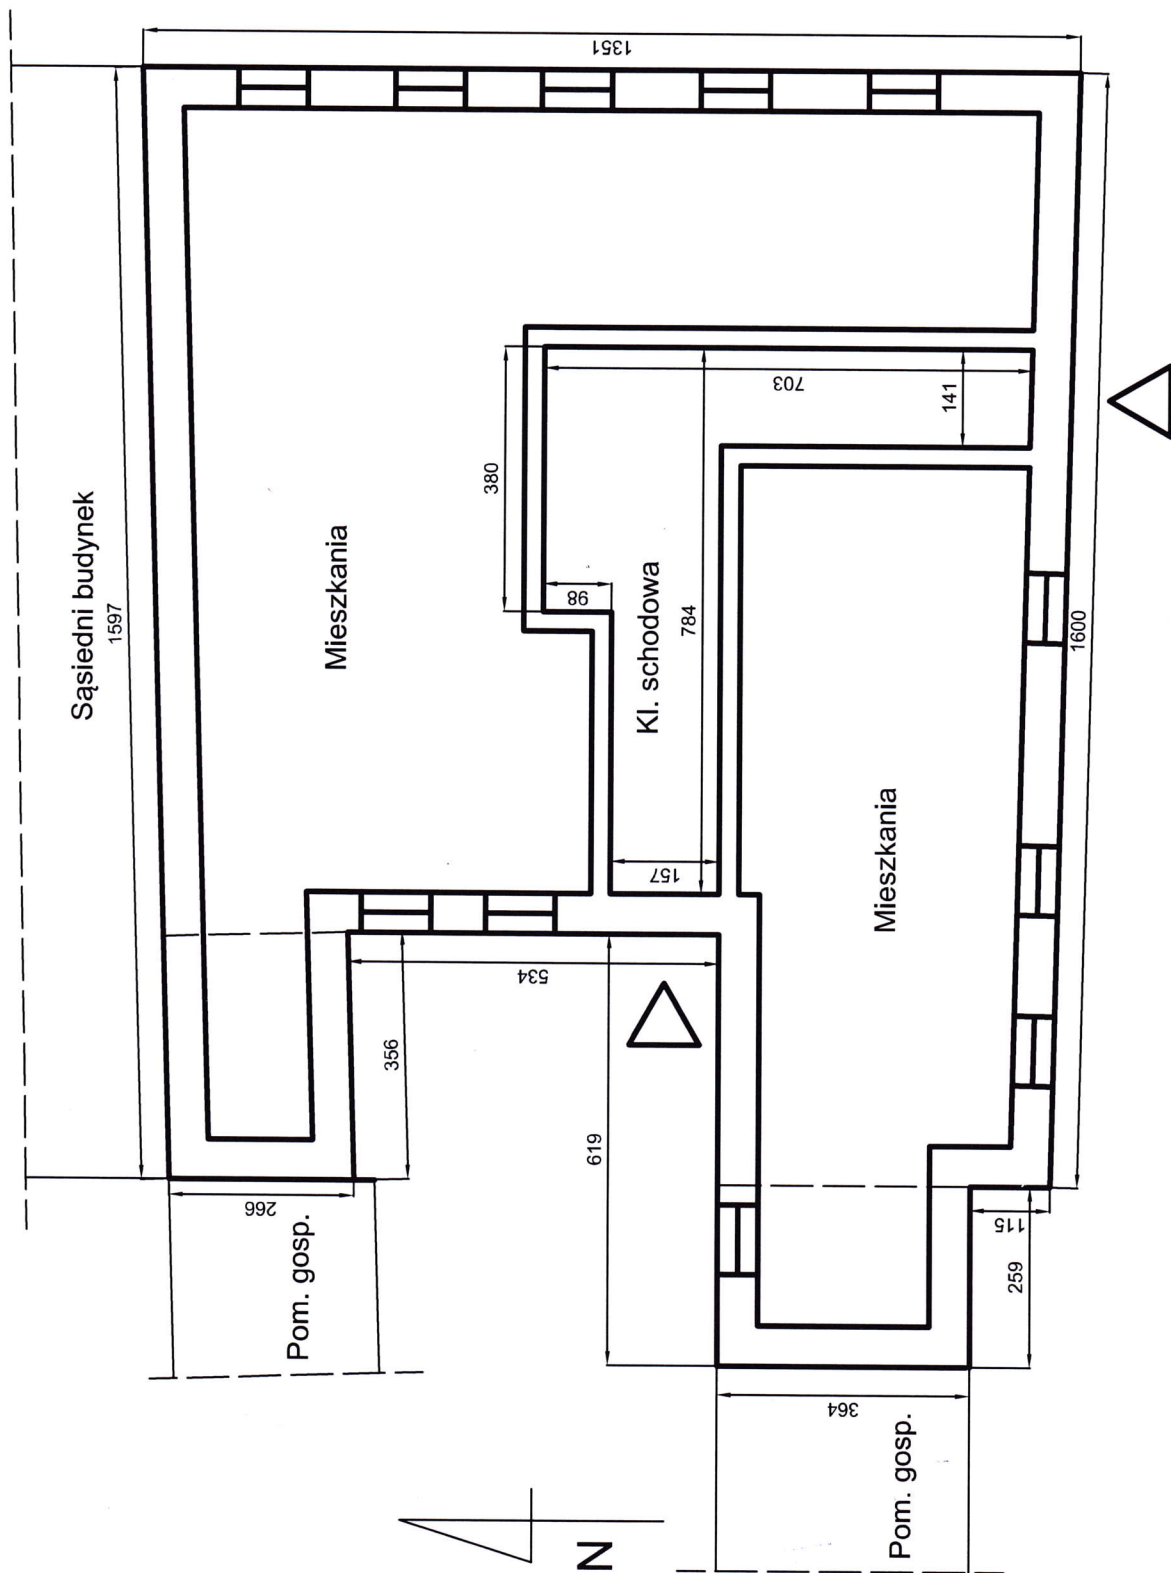 Sąsiedni budynek
1597
1351
Mieszkania
380
98
703
141
Kl. schodowa
784
157
534
356
619
266
Pom. gosp.
Mieszkania
1600
115
259
364
Pom. gosp.
N